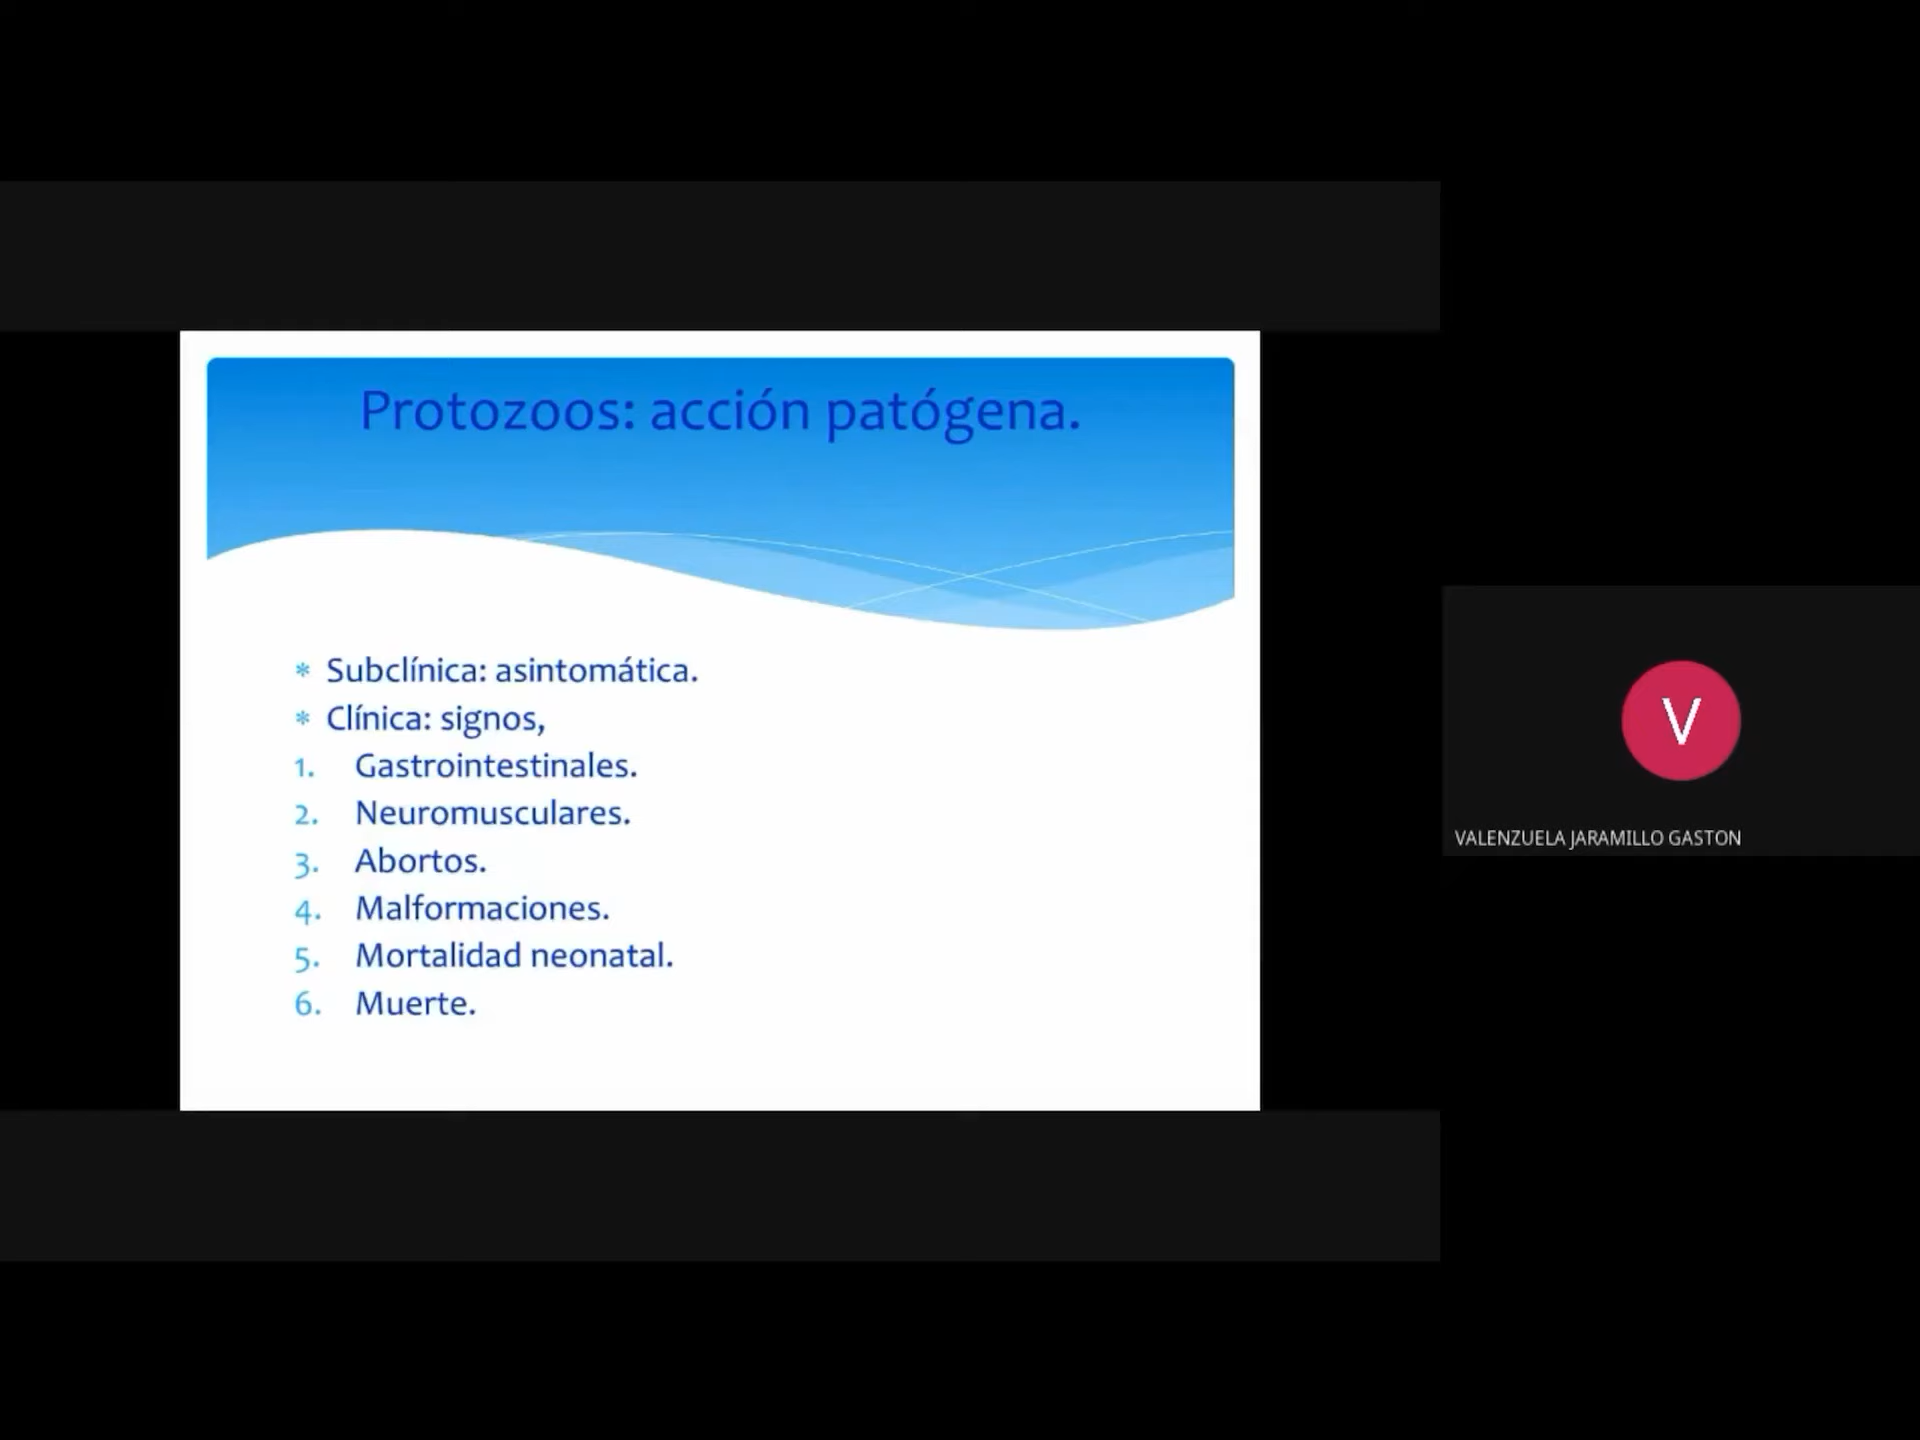 Protozoos: acción patógena.
* Subclínica: asintomática.
* Clínica: signos,
1. Gastrointestinales.
2. Neuromusculares.
3. Abortos.
4. Malformaciones.
5. Mortalidad neonatal.
6. Muerte.
V
VALENZUELA JARAMILLO GASTON